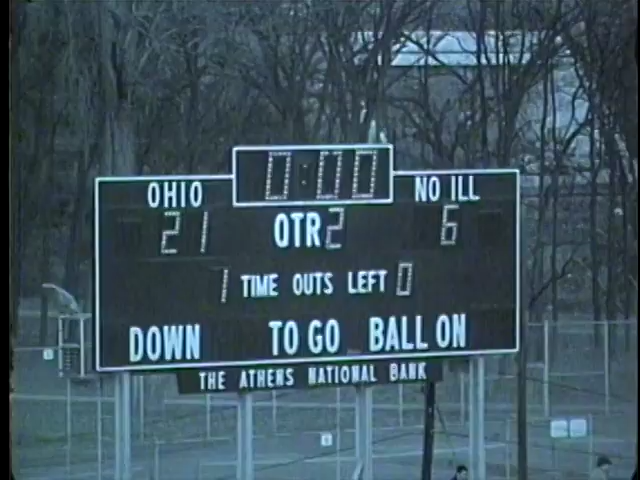 0:00
OHIO NO ILL
21 QTR 2 6
1 TIME OUTS LEFT 0
DOWN TO GO BALL ON
THE ATHENS NATIONAL BANK